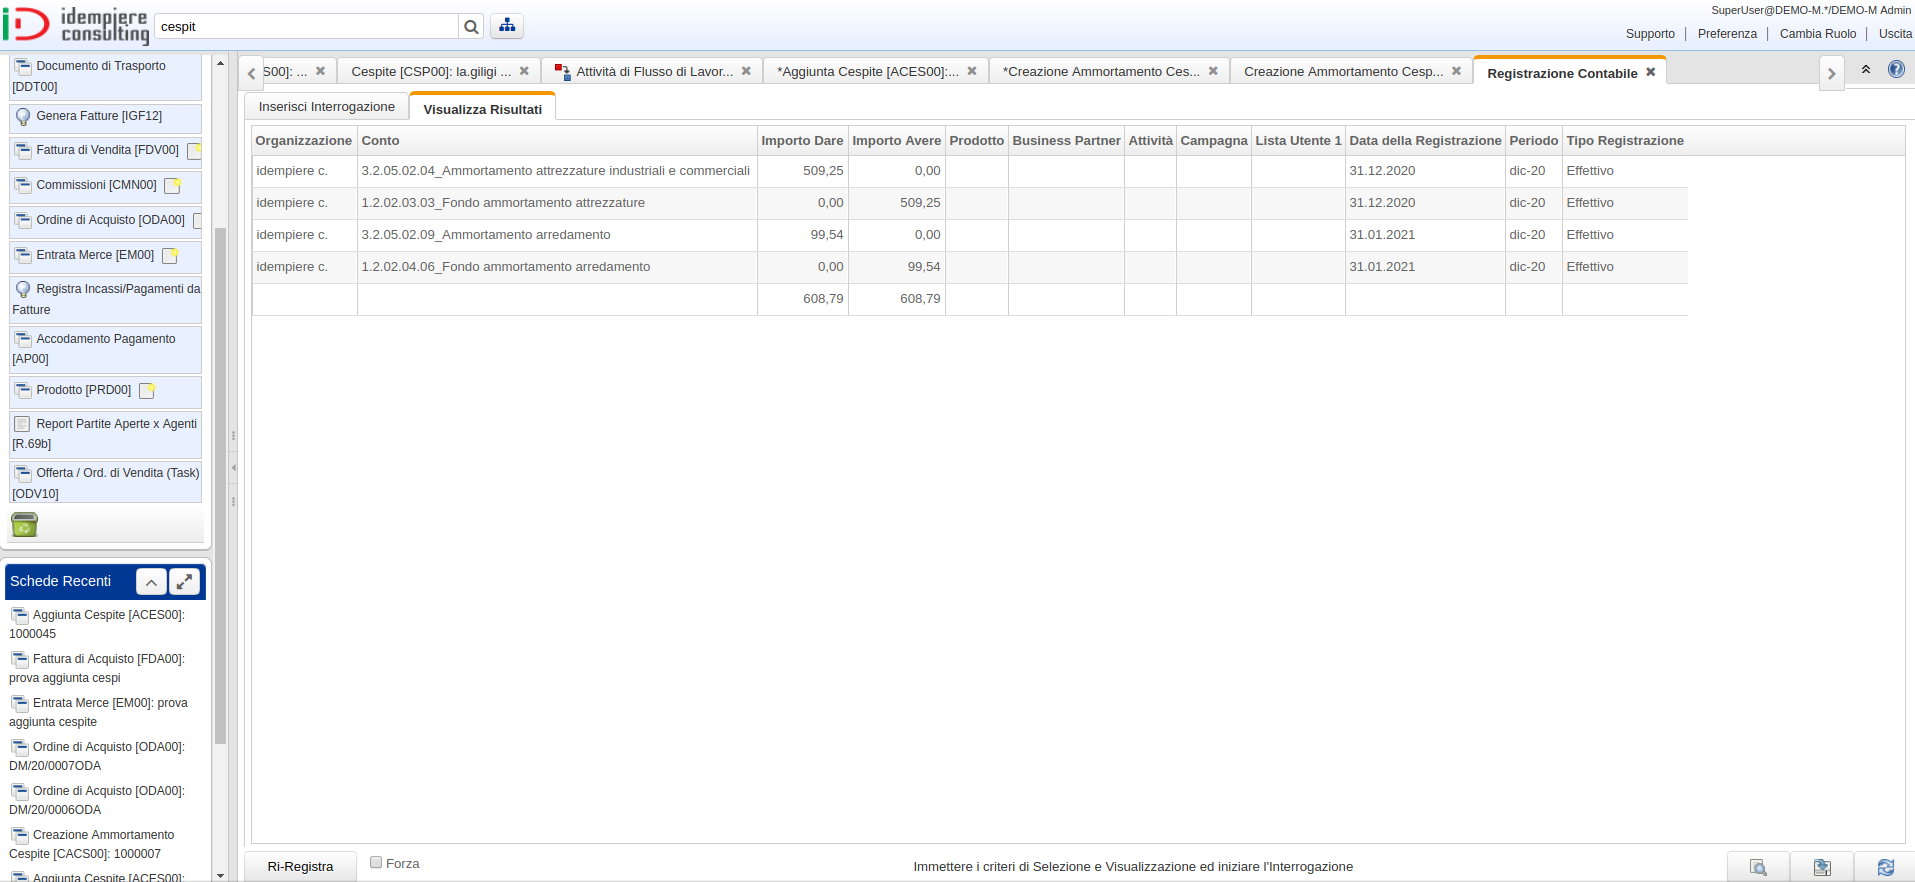 idempiere
consulting
cespit
SuperUser@DEMO-M.*/DEMO-M Admin
Supporto
Preferenza
Cambia Ruolo
Uscita
Documento di Trasporto
[DDT00]
Genera Fatture [IGF12]
Fattura di Vendita [FDV00]
Commissioni [CMN00]
Ordine di Acquisto [ODA00]
Entrata Merce [EM00]
Registra Incassi/Pagamenti da
Fatture
Accodamento Pagamento
[AP00]
Prodotto [PRD00]
Report Partite Aperte x Agenti
[R.69b]
Offerta / Ord. di Vendita (Task)
[ODV10]
Schede Recenti
Aggiunta Cespite [ACES00]:
1000045
Fattura di Acquisto [FDA00]:
prova aggiunta cespi
Entrata Merce [EM00]: prova
aggiunta cespite
Ordine di Acquisto [ODA00]:
DM/20/0007ODA
Ordine di Acquisto [ODA00]:
DM/20/0006ODA
Creazione Ammortamento
Cespite [CACS00]: 1000007
Aggiunta Cespite [ACES00]:
S00]: ...
Cespite [CSP00]: la.giligi ...
Attività di Flusso di Lavor...
*Aggiunta Cespite [ACES00]:...
*Creazione Ammortamento Ces...
Creazione Ammortamento Cesp...
Registrazione Contabile
Inserisci Interrogazione
Visualizza Risultati
Organizzazione Conto Importo Dare Importo Avere Prodotto Business Partner Attività Campagna Lista Utente 1 Data della Registrazione Periodo Tipo Registrazione
idempiere c. 3.2.05.02.04_Ammortamento attrezzature industriali e commerciali 509,25 0,00 31.12.2020 dic-20 Effettivo
idempiere c. 1.2.02.03.03_Fondo ammortamento attrezzature 0,00 509,25 31.12.2020 dic-20 Effettivo
idempiere c. 3.2.05.02.09_Ammortamento arredamento 99,54 0,00 31.01.2021 dic-20 Effettivo
idempiere c. 1.2.02.04.06_Fondo ammortamento arredamento 0,00 99,54 31.01.2021 dic-20 Effettivo
608,79 608,79
Ri-Registra
Forza
Immettere i criteri di Selezione e Visualizzazione ed iniziare l'Interrogazione